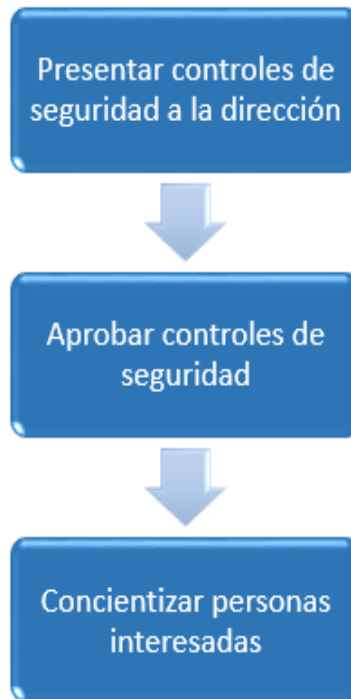 Presentar controles de
seguridad a la dirección
Aprobar controles de
seguridad
Concientizar personas
interesadas